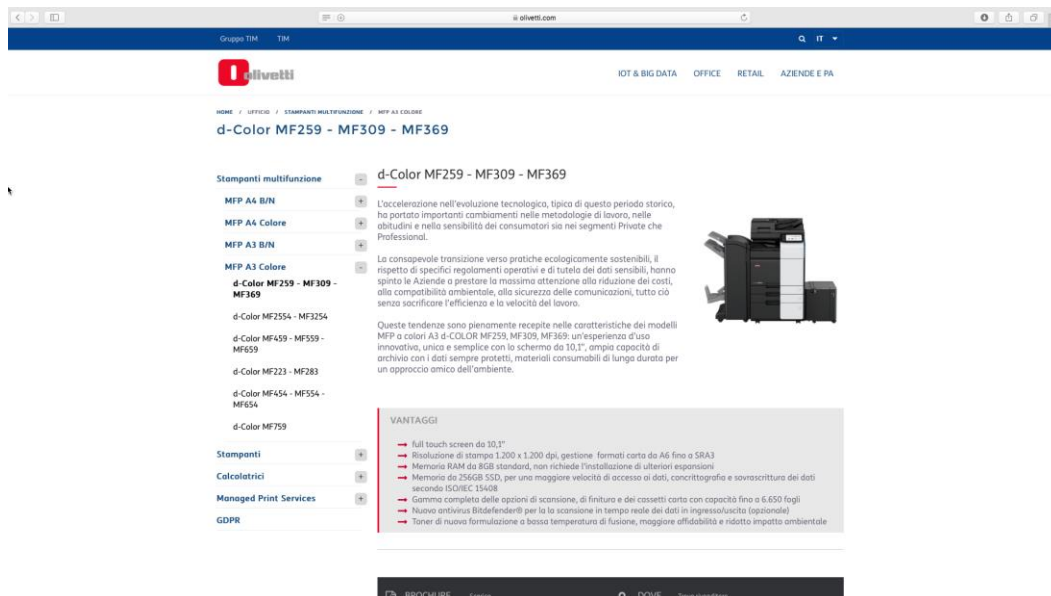 olivetti.com
Gruppo TIM TIM IT
olivetti
IOT & BIG DATA OFFICE RETAIL AZIENDE E PA
HOME / UFFICIO / STAMPANTI MULTIFUNZIONE / MFP A3 COLORE
d-Color MF259 - MF309 - MF369
Stampanti multifunzione -
MFP A4 B/N +
MFP A4 Colore +
MFP A3 B/N +
MFP A3 Colore -
d-Color MF259 - MF309 -
MF369
d-Color MF2554 - MF3254
d-Color MF459 - MF559 -
MF659
d-Color MF223 - MF283
d-Color MF454 - MF554 -
MF654
d-Color MF759
Stampanti +
Calcolatrici +
Managed Print Services +
GDPR
d-Color MF259 - MF309 - MF369
L'accelerazione nell'evoluzione tecnologica, tipica di questo periodo storico,
ha portato importanti cambiamenti nelle metodologie di lavoro, nelle
abitudini e nella sensibilità dei consumatori sia nei segmenti Private che
Professional.
La consapevole transizione verso pratiche ecologicamente sostenibili, il
rispetto di specifici regolamenti operativi e di tutela dei dati sensibili, hanno
spinto le Aziende a prestare la massima attenzione alla riduzione dei costi,
alla compatibilità ambientale, alla sicurezza delle comunicazioni, tutto ciò
senza sacrificare l'efficienza e la velocità del lavoro.
Queste tendenze sono pienamente recepite nelle caratteristiche dei modelli
MFP a colori A3 d-COLOR MF259, MF309, MF369: un'esperienza d'uso
innovativa, unica e semplice con lo schermo da 10,1", ampia capacità di
archivio con i dati sempre protetti, materiali consumabili di lunga durata per
un approccio amico dell'ambiente.
VANTAGGI
full touch screen da 10,1"
Risoluzione di stampa 1.200 x 1.200 dpi, gestione formati carta da A6 fino a SRA3
Memoria RAM da 8GB standard, non richiede l'installazione di ulteriori espansioni
Memoria da 256GB SSD, per uno maggiore velocità di accesso ai dati, concrittografia e sovrascrittura dei dati
secondo ISO/IEC 15408
Gamma completa delle opzioni di scansione, di finitura e dei cassetti carta con capacità fino a 6.650 fogli
Nuovo antivirus Bitdefender® per la la scansione in tempo reale dei dati in ingresso/uscita (opzionale)
Toner di nuova formulazione a bassa temperatura di fusione, maggiore affidabilità e ridotto impatto ambientale
BROCHURE DOVE